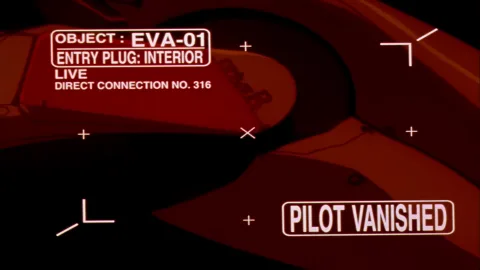 OBJECT : EVA-01
ENTRY PLUG: INTERIOR
LIVE
DIRECT CONNECTION NO. 316
PILOT VANISHED